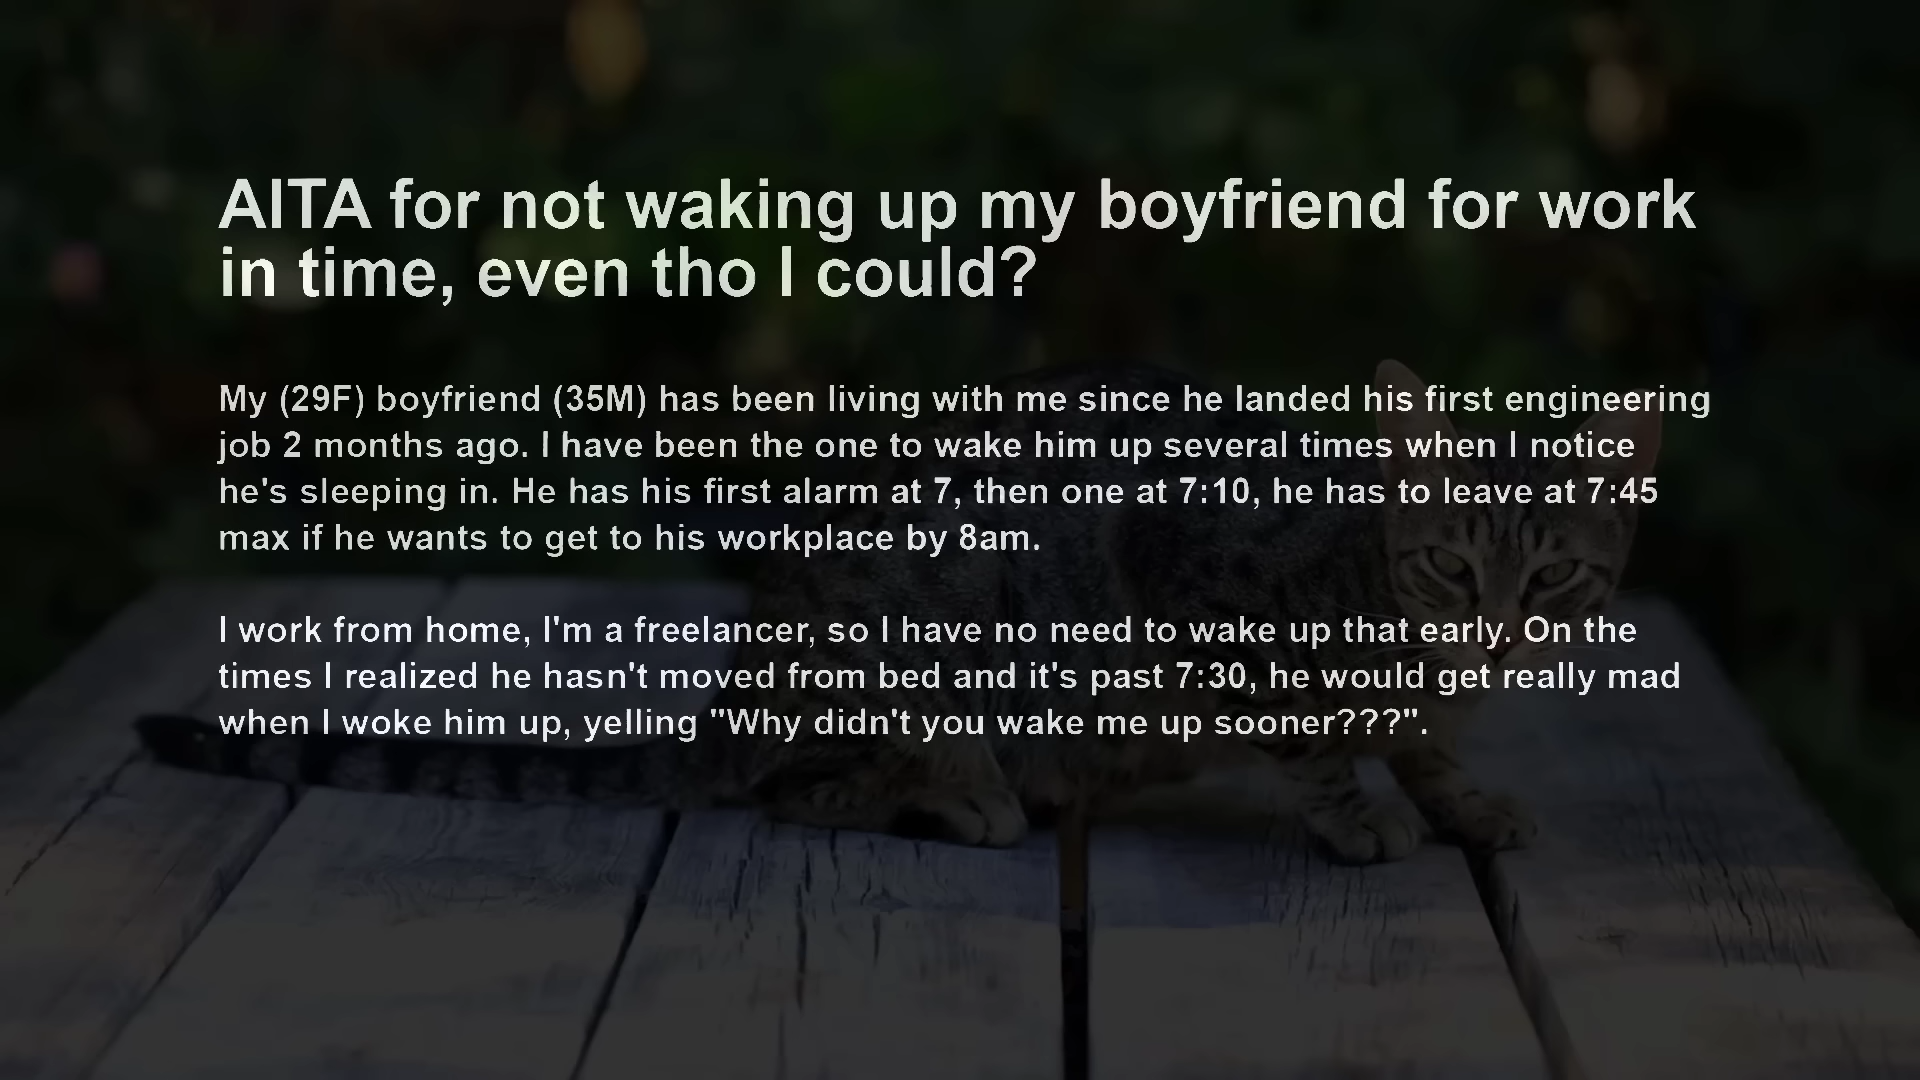 AITA for not waking up my boyfriend for work
in time, even tho I could?
My (29F) boyfriend (35M) has been living with me since he landed his first engineering
job 2 months ago. I have been the one to wake him up several times when I notice
he's sleeping in. He has his first alarm at 7, then one at 7:10, he has to leave at 7:45
max if he wants to get to his workplace by 8am.
I work from home, I'm a freelancer, so I have no need to wake up that early. On the
times I realized he hasn't moved from bed and it's past 7:30, he would get really mad
when I woke him up, yelling "Why didn't you wake me up sooner???".